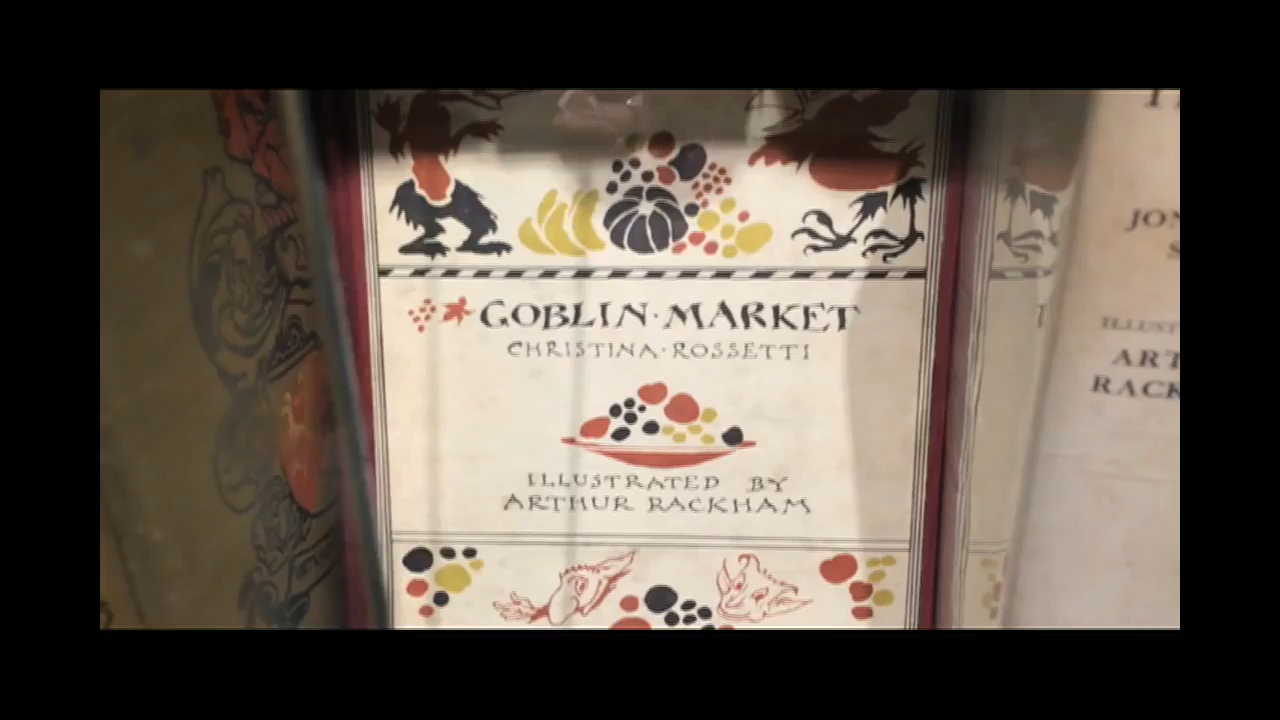 GOBLIN·MARKET
CHRISTINA·ROSSETTI
ILLUSTRATED BY
ARTHUR RACKHAM